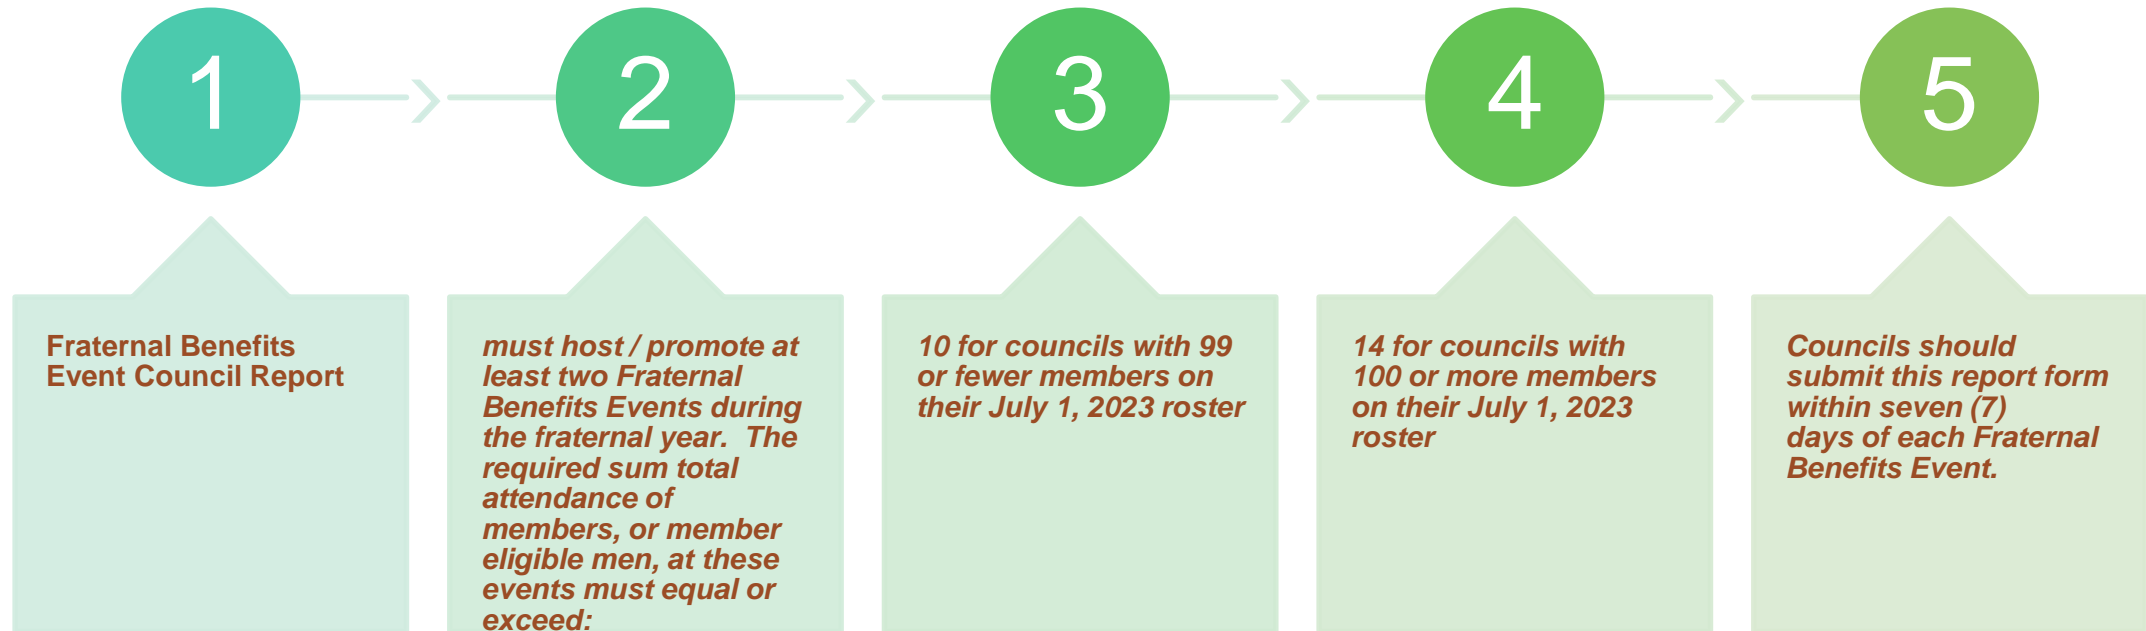 1
2
3
4
5
Fraternal Benefits
Event Council Report
must host / promote at
least two Fraternal
Benefits Events during
the fraternal year.  The
required sum total
attendance of
members, or member
eligible men, at these
events must equal or
exceed:
10 for councils with 99
or fewer members on
their July 1, 2023 roster
14 for councils with
100 or more members
on their July 1, 2023
roster
Councils should
submit this report form
within seven (7)
days of each Fraternal
Benefits Event.